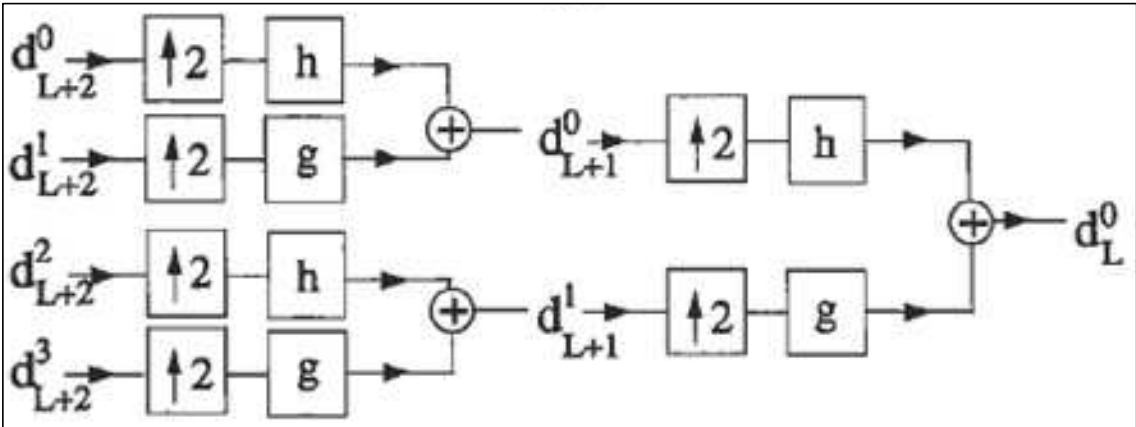 d⁰L+2 ↑2 h
d¹L+2 ↑2 g
+ d⁰L+1 ↑2 h
d²L+2 ↑2 h
+ d⁰L
d³L+2 ↑2 g
+ d¹L+1 ↑2 g